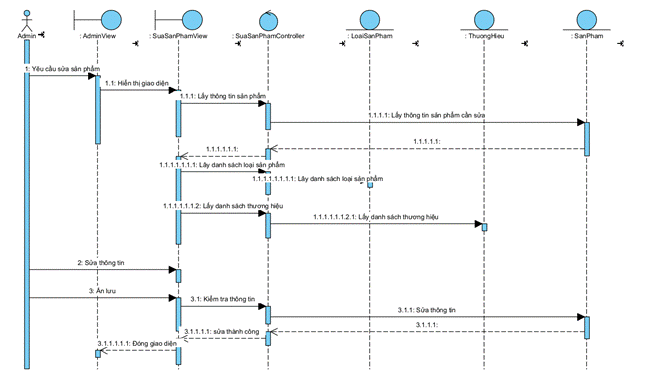 Admin
: AdminView
: SuaSanPhamView
: SuaSanPhamController
: LoaiSanPham
: ThuongHieu
: SanPham
1: Yêu cầu sửa sản phẩm
1.1: Hiển thị giao diện
1.1.1: Lấy thông tin sản phẩm
1.1.1.1: Lấy thông tin sản phẩm cần sửa
1.1.1.1.1:
1.1.1.1.1.1:
1.1.1.1.1.1.1: Lấy danh sách loại sản phẩm
1.1.1.1.1.1.1.1: Lấy danh sách loại sản phẩm
1.1.1.1.1.1.2: Lấy danh sách thương hiệu
1.1.1.1.1.1.2.1: Lấy danh sách thương hiệu
2: Sửa thông tin
3: Ấn lưu
3.1: Kiểm tra thông tin
3.1.1: Sửa thông tin
3.1.1.1:
3.1.1.1.1: sửa thành công
3.1.1.1.1.1: Đóng giao diện